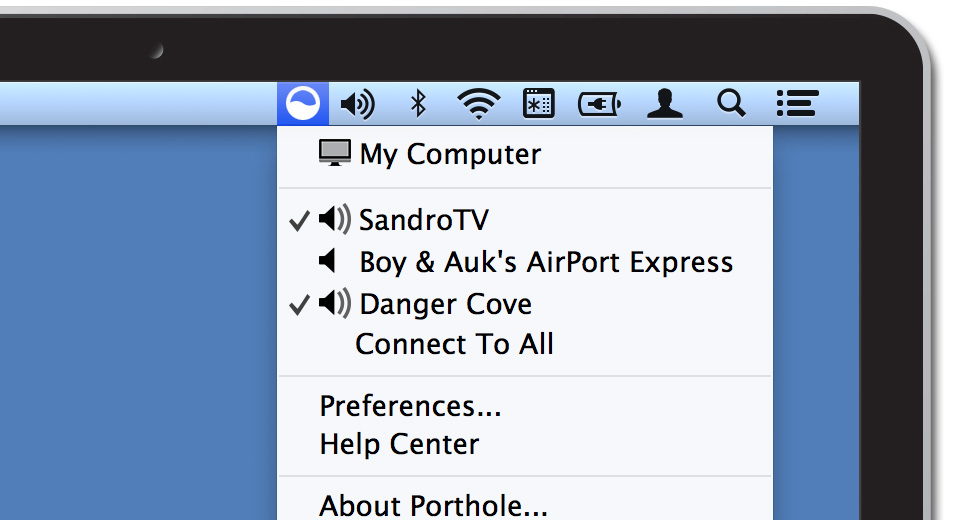 My Computer
SandroTV
Boy & Auk's AirPort Express
Danger Cove
Connect To All
Preferences...
Help Center
About Porthole...